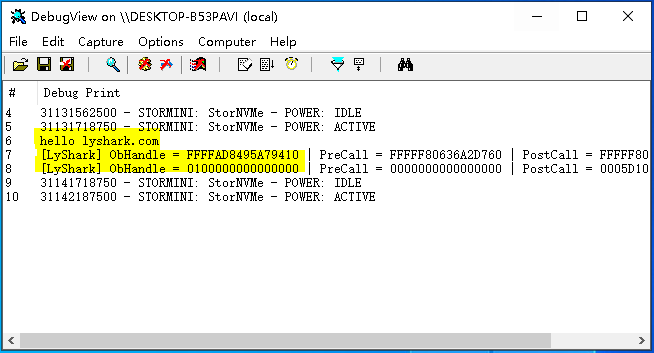 DebugView on \\DESKTOP-B53PAVI (local)
File Edit Capture Options Computer Help
# Debug Print
4 31131562500 - STORMINI: StorNVMe - POWER: IDLE
5 31131718750 - STORMINI: StorNVMe - POWER: ACTIVE
6 hello lyshark.com
7 [LyShark] ObHandle = FFFFAD8495A79410 | PreCall = FFFFF80636A2D760 | PostCall = FFFFF80
8 [LyShark] ObHandle = 0100000000000000 | PreCall = 0000000000000000 | PostCall = 0005D10
9 31141718750 - STORMINI: StorNVMe - POWER: IDLE
10 31142187500 - STORMINI: StorNVMe - POWER: ACTIVE